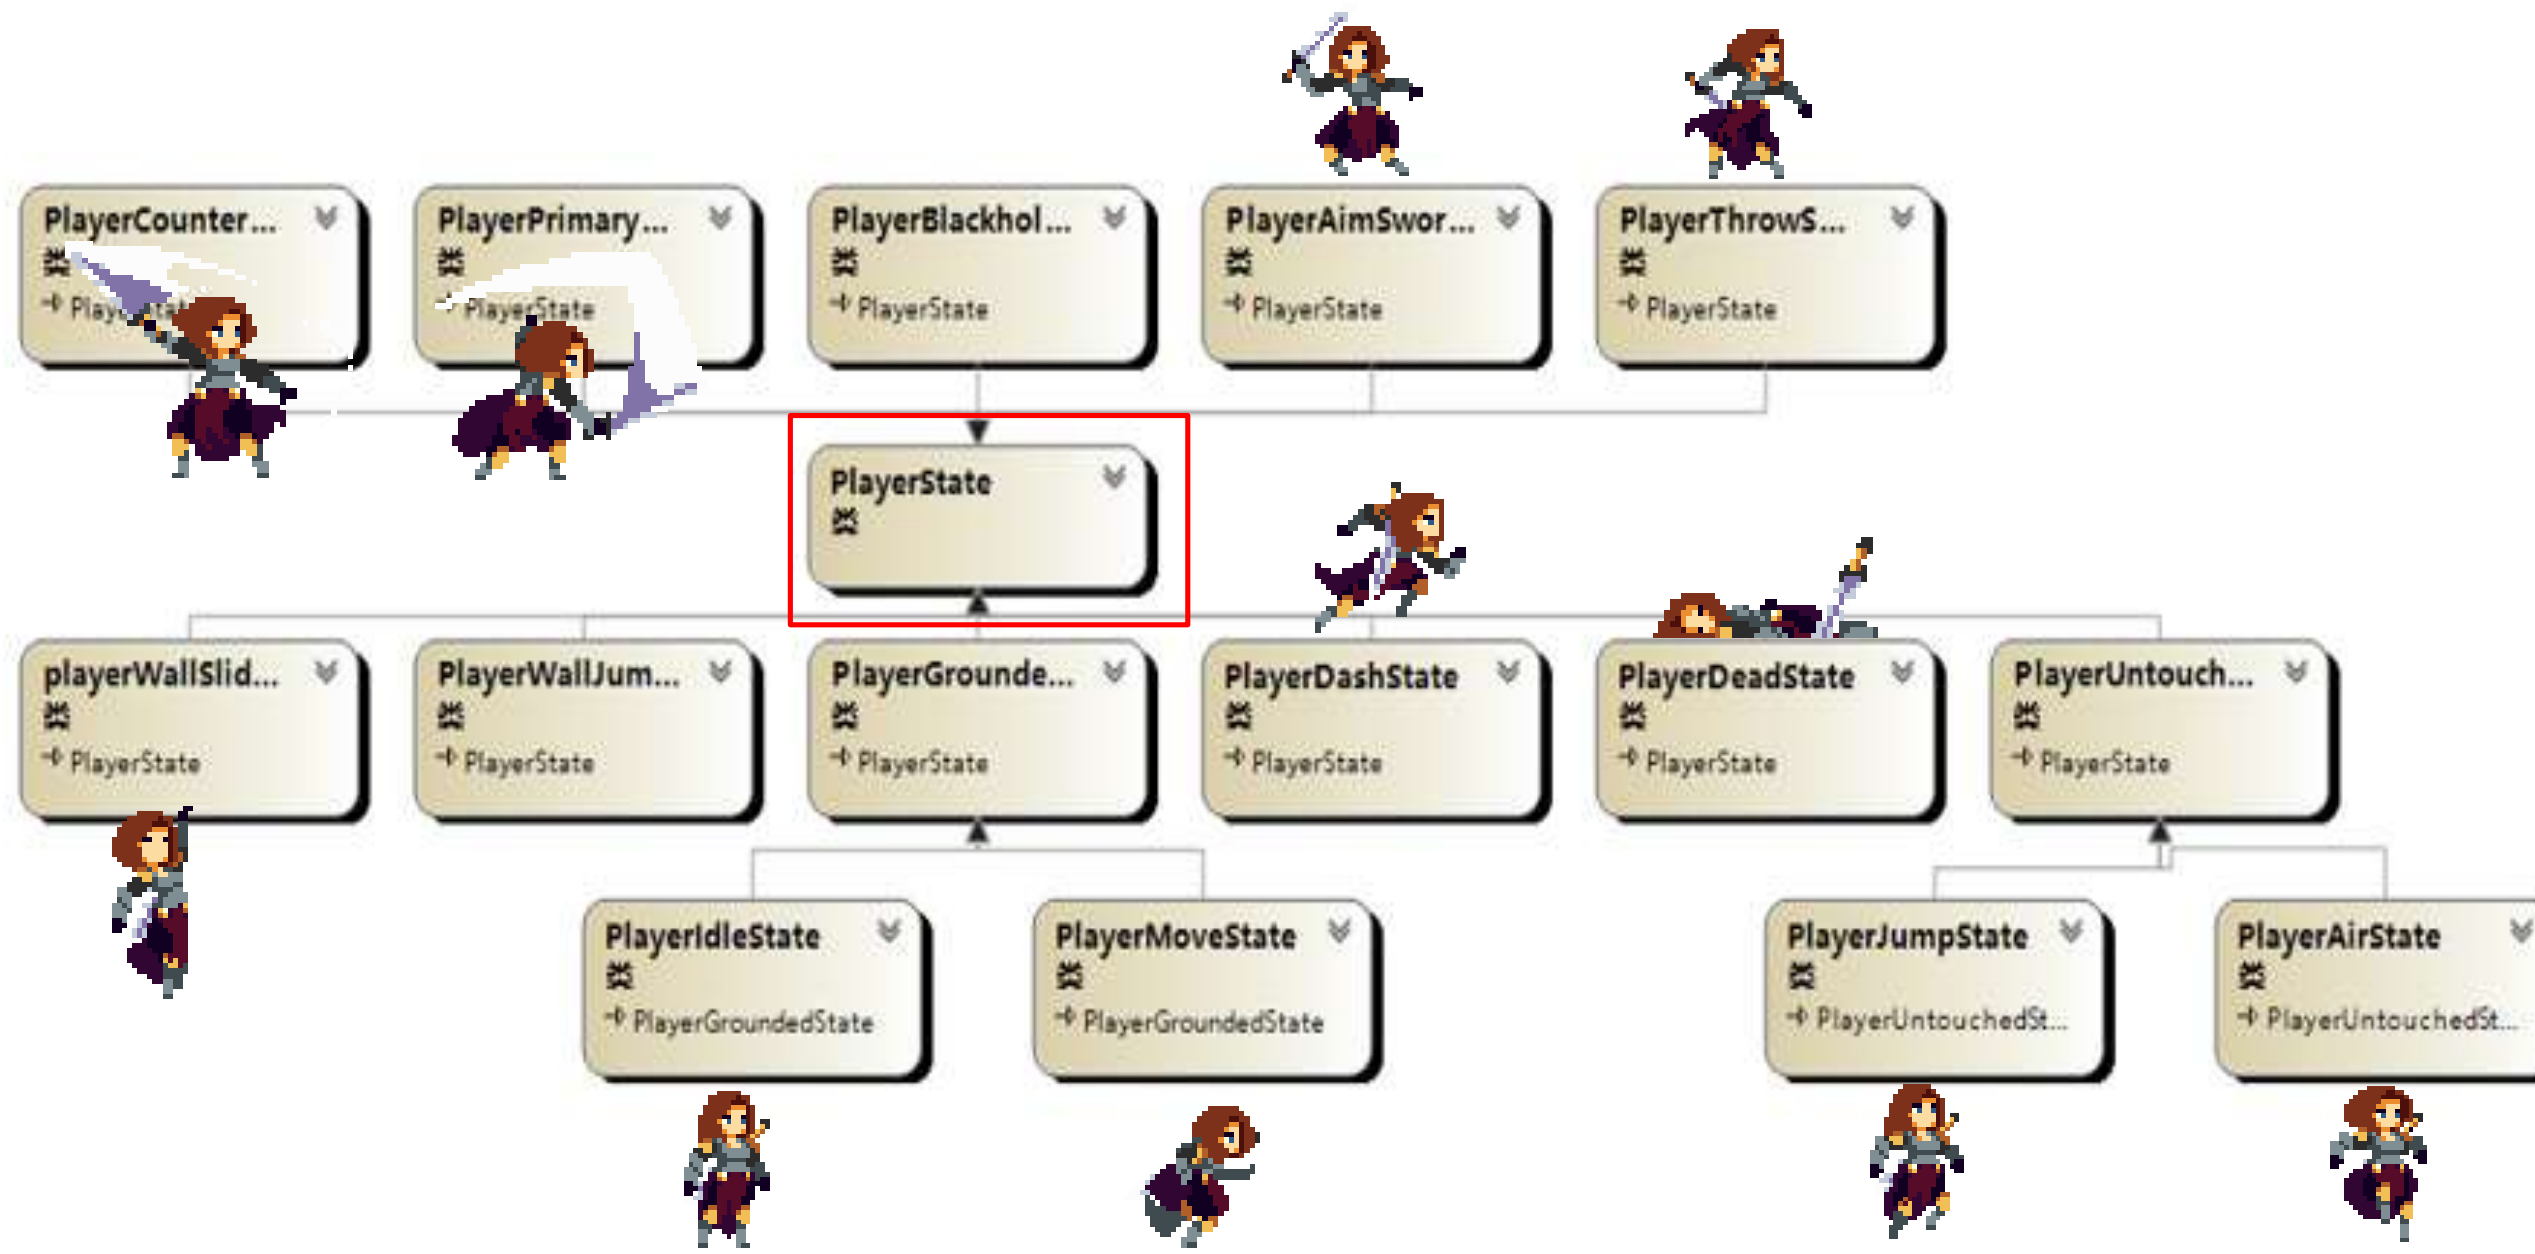 PlayerCounter...
PlayerPrimary...
PlayerBlackhol...
PlayerAimSwor...
PlayerThrowS...
PlayerState
PlayerState
PlayerState
PlayerState
PlayerState
PlayerState
playerWallSlid...
PlayerWallJum...
PlayerGrounde...
PlayerDashState
PlayerDeadState
PlayerUntouch...
PlayerState
PlayerState
PlayerState
PlayerState
PlayerState
PlayerState
PlayerIdleState
PlayerMoveState
PlayerJumpState
PlayerAirState
PlayerGroundedState
PlayerGroundedState
PlayerUntouchedSt...
PlayerUntouchedSt...